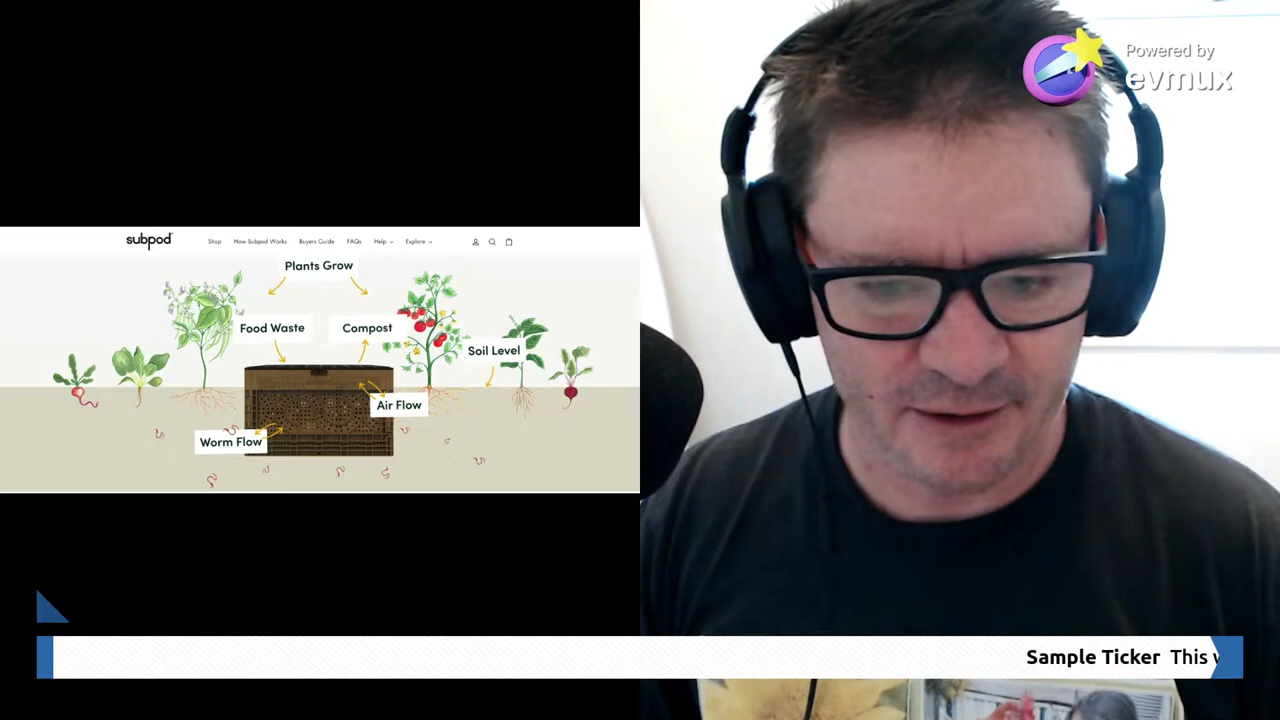 Powered by
evmux
subpod
Shop How Subpod Works Buyers Guide FAQs Help Explore
Plants Grow
Food Waste
Compost
Soil Level
Air Flow
Worm Flow
Sample Ticker This